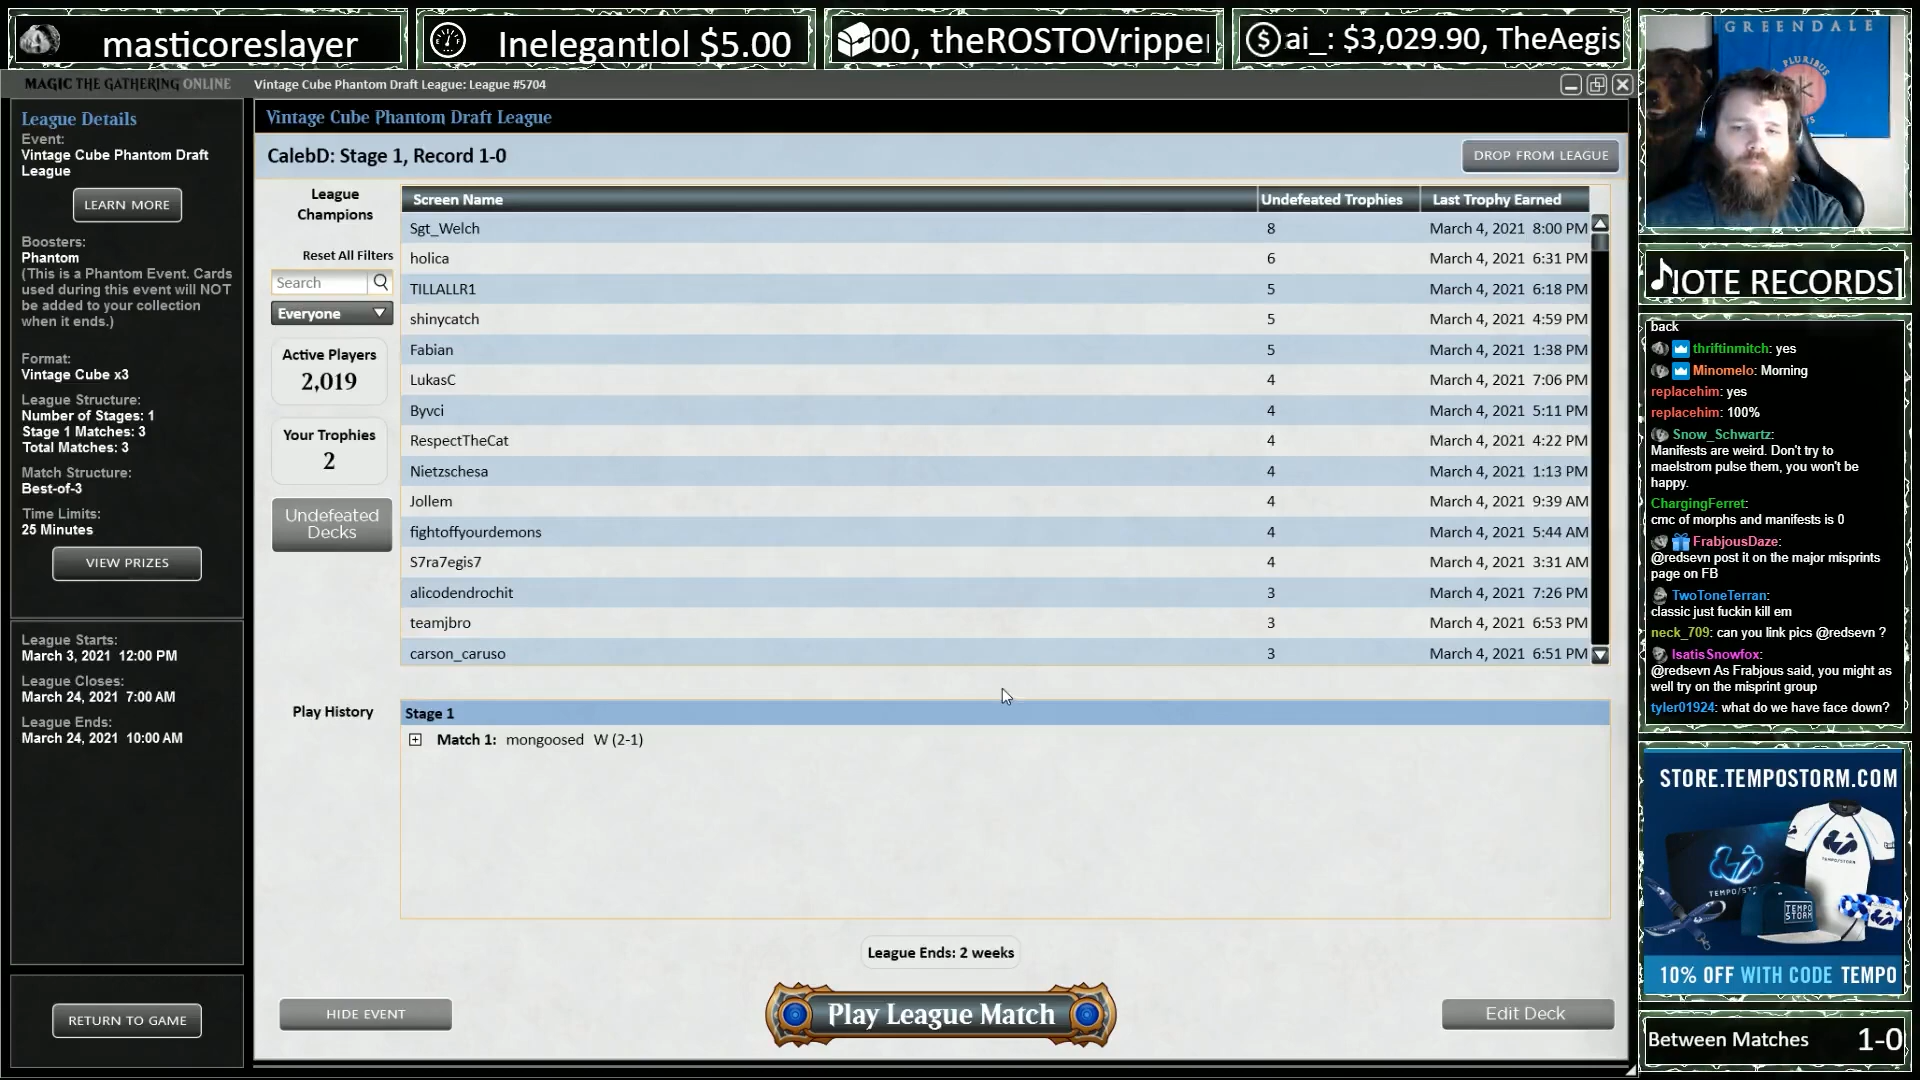 masticoreslayer
Inelegantlol $5.00
00, theROSTOVripper
ai_: $3,029.90, TheAegis
GREENDALE
PLURIBUS
MAGIC THE GATHERING ONLINE
Vintage Cube Phantom Draft League: League #5704
League Details
Event:
Vintage Cube Phantom Draft
League
LEARN MORE
Boosters:
Phantom
(This is a Phantom Event. Cards
used during this event will NOT
be added to your collection
when it ends.)
Format:
Vintage Cube x3
League Structure:
Number of Stages: 1
Stage 1 Matches: 3
Total Matches: 3
Match Structure:
Best-of-3
Time Limits:
25 Minutes
VIEW PRIZES
League Starts:
March 3, 2021 12:00 PM
League Closes:
March 24, 2021 7:00 AM
League Ends:
March 24, 2021 10:00 AM
RETURN TO GAME
Vintage Cube Phantom Draft League
CalebD: Stage 1, Record 1-0
DROP FROM LEAGUE
League
Champions
Reset All Filters
Search
Everyone
Active Players
2,019
Your Trophies
2
Undefeated
Decks
Screen Name Undefeated Trophies Last Trophy Earned
Sgt_Welch 8 March 4, 2021 8:00 PM
holica 6 March 4, 2021 6:31 PM
TILLALLR1 5 March 4, 2021 6:18 PM
shinycatch 5 March 4, 2021 4:59 PM
Fabian 5 March 4, 2021 1:38 PM
LukasC 4 March 4, 2021 7:06 PM
Byvci 4 March 4, 2021 5:11 PM
RespectTheCat 4 March 4, 2021 4:22 PM
Nietzschesa 4 March 4, 2021 1:13 PM
Jollem 4 March 4, 2021 9:39 AM
fightoffyourdemons 4 March 4, 2021 5:44 AM
S7ra7egis7 4 March 4, 2021 3:31 AM
alicodendrochit 3 March 4, 2021 7:26 PM
teamjbro 3 March 4, 2021 6:53 PM
carson_caruso 3 March 4, 2021 6:51 PM
Play History
Stage 1
Match 1: mongoosed W (2-1)
League Ends: 2 weeks
HIDE EVENT
Play League Match
Edit Deck
NOTE RECORDS]
back
thriftinmitch: yes
Minomelo: Morning
replacehim: yes
replacehim: 100%
Snow_Schwartz:
Manifests are weird. Don't try to
maelstrom pulse them, you won't be
happy.
ChargingFerret:
cmc of morphs and manifests is 0
FrabjousDaze:
@redsevn post it on the major misprints
page on FB
TwoToneTerran:
classic just fuckin kill em
neck_709: can you link pics @redsevn ?
IsatisSnowfox:
@redsevn As Frabjous said, you might as
well try on the misprint group
tyler01924: what do we have face down?
STORE.TEMPOSTORM.COM
TEMPO
STORM
10% OFF WITH CODE TEMPO
Between Matches 1-0